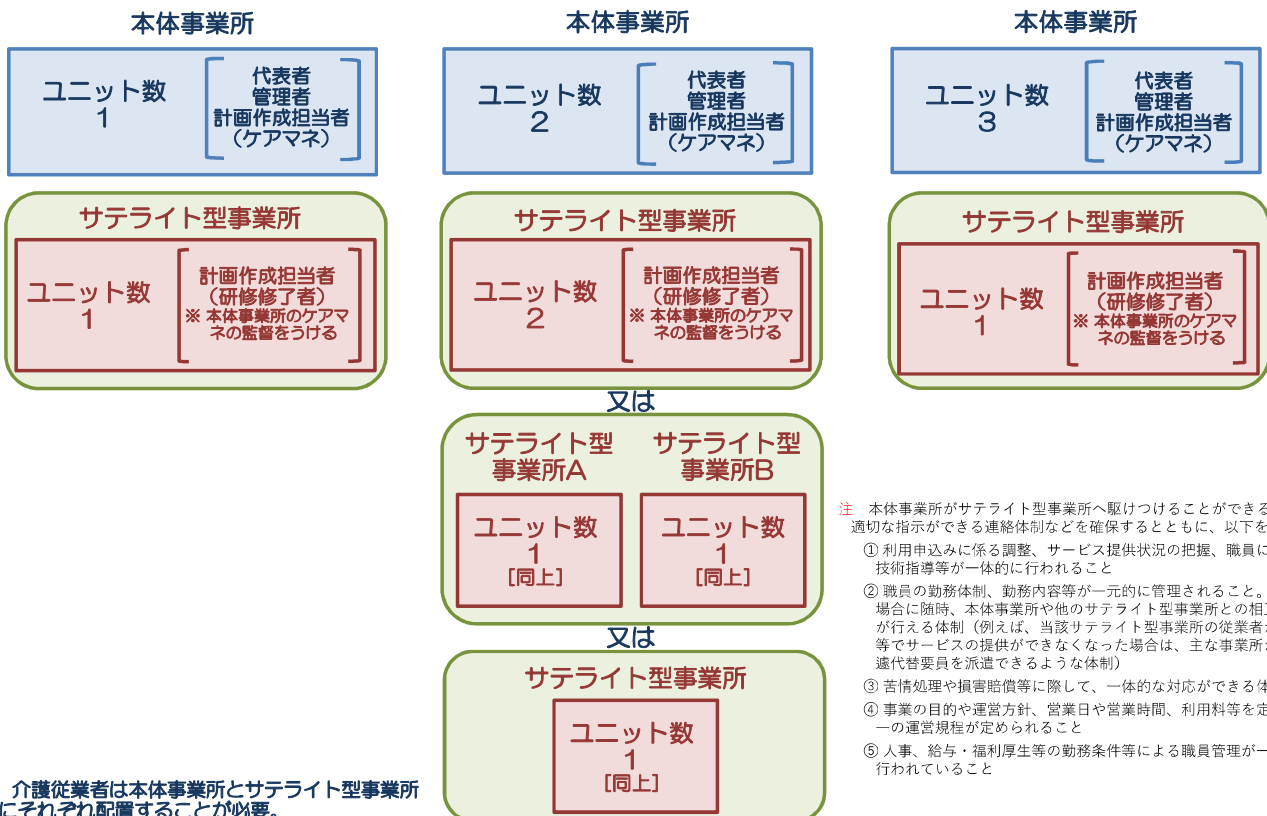 本体事業所
ユニット数
1
代表者
管理者
計画作成担当者
（ケアマネ）
サテライト型事業所
ユニット数
1
計画作成担当者
（研修修了者）
※ 本体事業所のケアマ
ネの監督をうける
本体事業所
ユニット数
2
代表者
管理者
計画作成担当者
（ケアマネ）
サテライト型事業所
ユニット数
2
計画作成担当者
（研修修了者）
※ 本体事業所のケアマ
ネの監督をうける
又は
サテライト型
事業所A
ユニット数
1
[同上]
サテライト型
事業所B
ユニット数
1
[同上]
又は
サテライト型事業所
ユニット数
1
[同上]
本体事業所
ユニット数
3
代表者
管理者
計画作成担当者
（ケアマネ）
サテライト型事業所
ユニット数
1
計画作成担当者
（研修修了者）
※ 本体事業所のケアマ
ネの監督をうける
注　本体事業所がサテライト型事業所へ駆けつけることができる
適切な指示ができる連絡体制などを確保するとともに、以下を
① 利用申込みに係る調整、サービス提供状況の把握、職員に
技術指導等が一体的に行われること
② 職員の勤務体制、勤務内容等が一元的に管理されること。
場合に随時、本体事業所や他のサテライト型事業所との相互
が行える体制（例えば、当該サテライト型事業所の従業者が
等でサービスの提供ができなくなった場合は、主な事業所か
遽代替要員を派遣できるような体制）
③ 苦情処理や損害賠償等に際して、一体的な対応ができる体
④ 事業の目的や運営方針、営業日や営業時間、利用料等を定
一の運営規程が定められること
⑤ 人事、給与・福利厚生等の勤務条件等による職員管理が一
行われていること
介護従業者は本体事業所とサテライト型事業所
にそれぞれ配置することが必要。